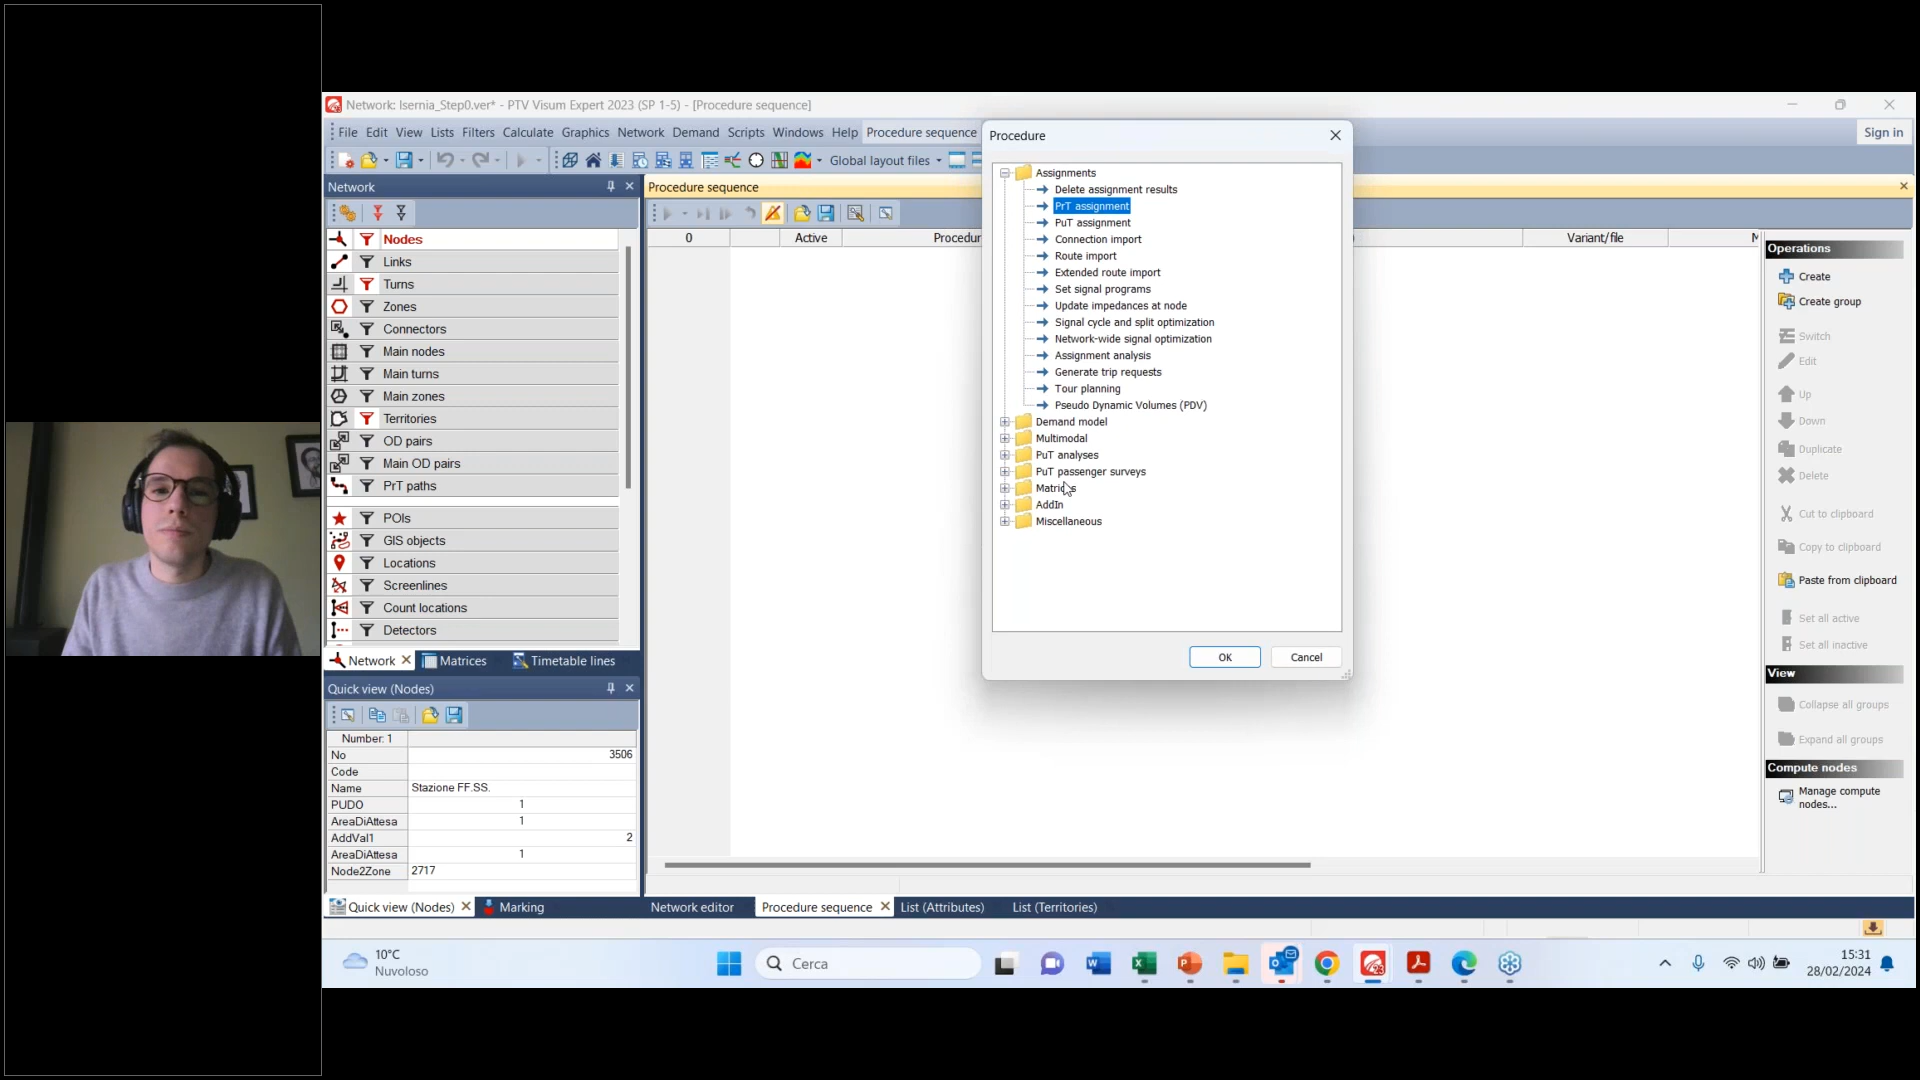 Network: Isernia_Step0.ver* - PTV Visum Expert 2023 (SP 1-5) - [Procedure sequence]
File Edit View Lists Filters Calculate Graphics Network Demand Scripts Windows Help Procedure sequence
Sign in
Global layout files
Network
Nodes
Links
Turns
Zones
Connectors
Main nodes
Main turns
Main zones
Territories
OD pairs
Main OD pairs
PrT paths
POIs
GIS objects
Locations
Screenlines
Count locations
Detectors
Network Matrices Timetable lines
Quick view (Nodes)
Number: 1
No 3506
Code
Name Stazione FF.SS.
PUDO 1
AreaDiAttesa 1
AddVal1 2
AreaDiAttesa 1
Node2Zone 2717
Quick view (Nodes) Marking
Procedure sequence
0 Active Procedur Variant/file
Procedure
Assignments
Delete assignment results
PrT assignment
PuT assignment
Connection import
Route import
Extended route import
Set signal programs
Update impedances at node
Signal cycle and split optimization
Network-wide signal optimization
Assignment analysis
Generate trip requests
Tour planning
Pseudo Dynamic Volumes (PDV)
Demand model
Multimodal
PuT analyses
PuT passenger surveys
Matrices
AddIn
Miscellaneous
OK Cancel
Operations
Create
Create group
Switch
Edit
Up
Down
Duplicate
Delete
Cut to clipboard
Copy to clipboard
Paste from clipboard
Set all active
Set all inactive
View
Collapse all groups
Expand all groups
Compute nodes
Manage compute
nodes...
Network editor Procedure sequence List (Attributes) List (Territories)
10°C
Nuvoloso
Cerca
15:31
28/02/2024